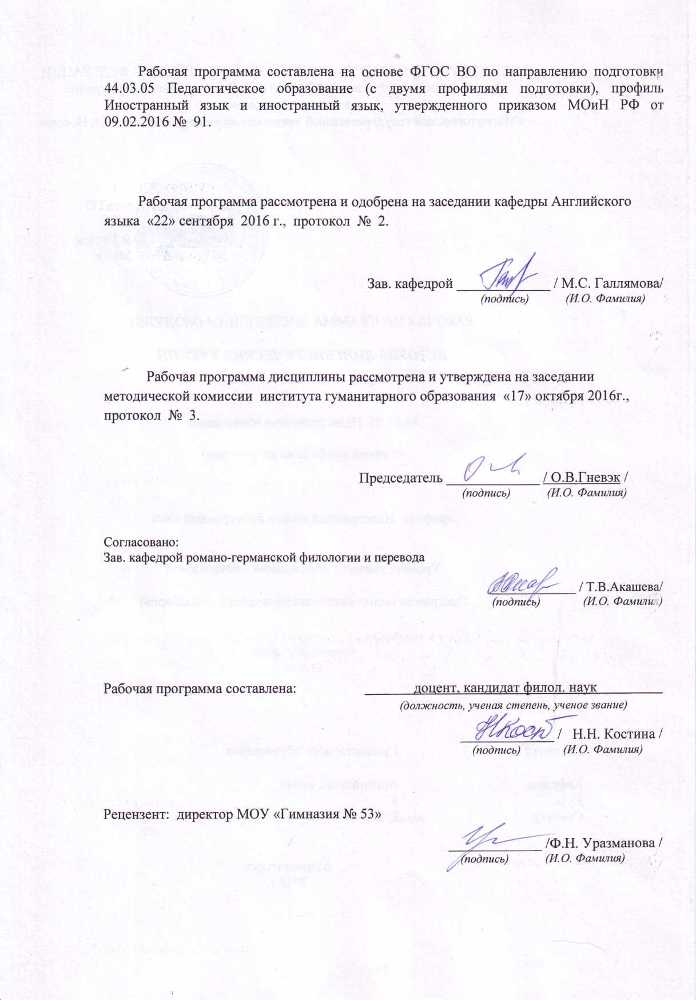 Рабочая программа составлена на основе ФГОС ВО по направлению подготовки
44.03.05 Педагогическое образование (с двумя профилями подготовки), профиль
Иностранный язык и иностранный язык, утвержденного приказом МОиН РФ от
09.02.2016 № 91.
Рабочая программа рассмотрена и одобрена на заседании кафедры Английского
языка «22» сентября 2016 г., протокол № 2.
Зав. кафедрой _____________ / М.С. Галлямова/
(подпись) (И.О. Фамилия)
Рабочая программа дисциплины рассмотрена и утверждена на заседании
методической комиссии института гуманитарного образования «17» октября 2016г.,
протокол № 3.
Председатель _____________ / О.В.Гневэк /
(подпись) (И.О. Фамилия)
Согласовано:
Зав. кафедрой романо-германской филологии и перевода
_____________ / Т.В.Акашева/
(подпись) (И.О. Фамилия)
Рабочая программа составлена: доцент, кандидат филол. наук
(должность, ученая степень, ученое звание)
_____________ / Н.Н. Костина /
(подпись) (И.О. Фамилия)
Рецензент: директор МОУ «Гимназия № 53»
_____________ /Ф.Н. Уразманова /
(подпись) (И.О. Фамилия)